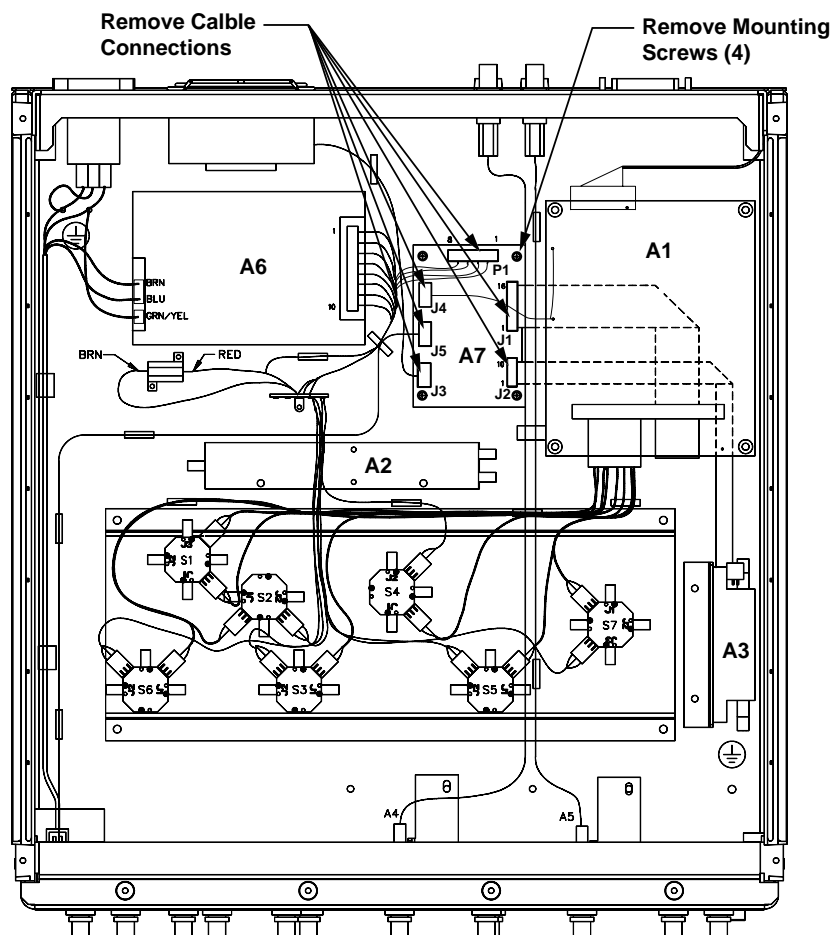 Remove Calble
Connections
Remove Mounting
Screws (4)
A6
1
10
BRN
BLU
GRN/YEL
BRN
RED
8
1
P1
J4
J5
J3
A7
16
1
J1
10
1
J2
A1
A2
S1
S2
S4
S7
S6
S3
S5
A3
A4
A5